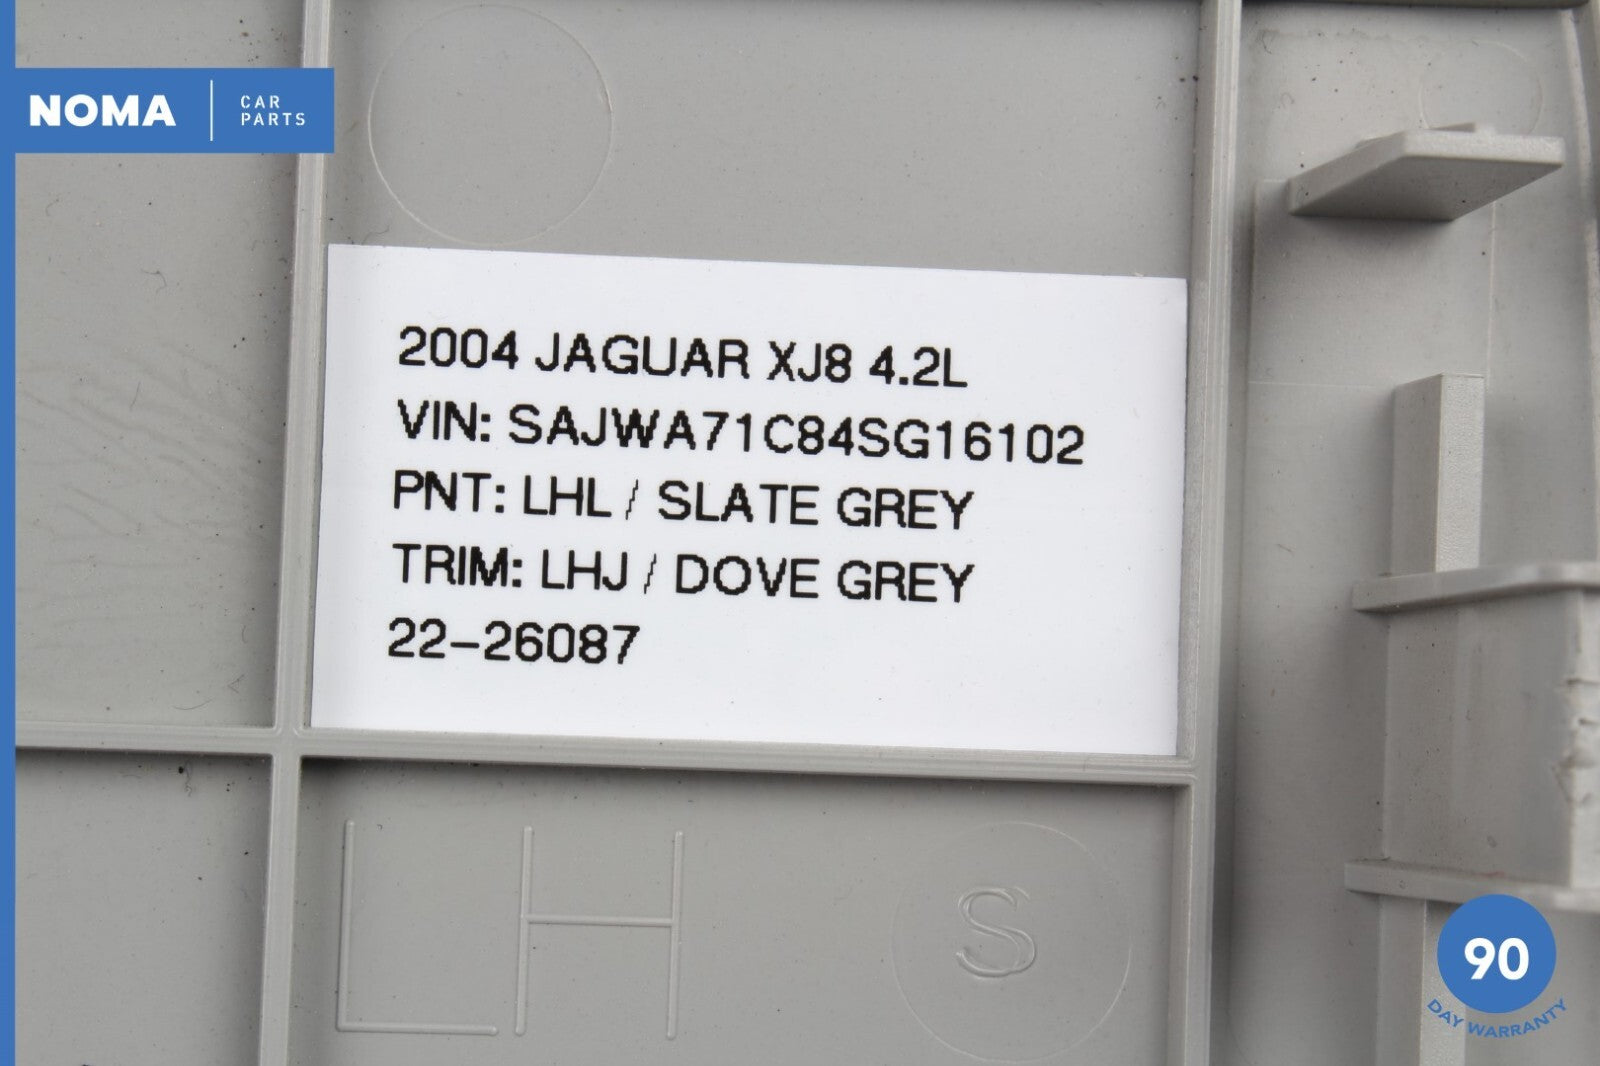 NOMA
CAR
PARTS
2004 JAGUAR XJ8 4.2L
VIN: SAJWA71C84SG16102
PNT: LHL / SLATE GREY
TRIM: LHJ / DOVE GREY
22-26087
LH
S
90
DAY WARRANTY